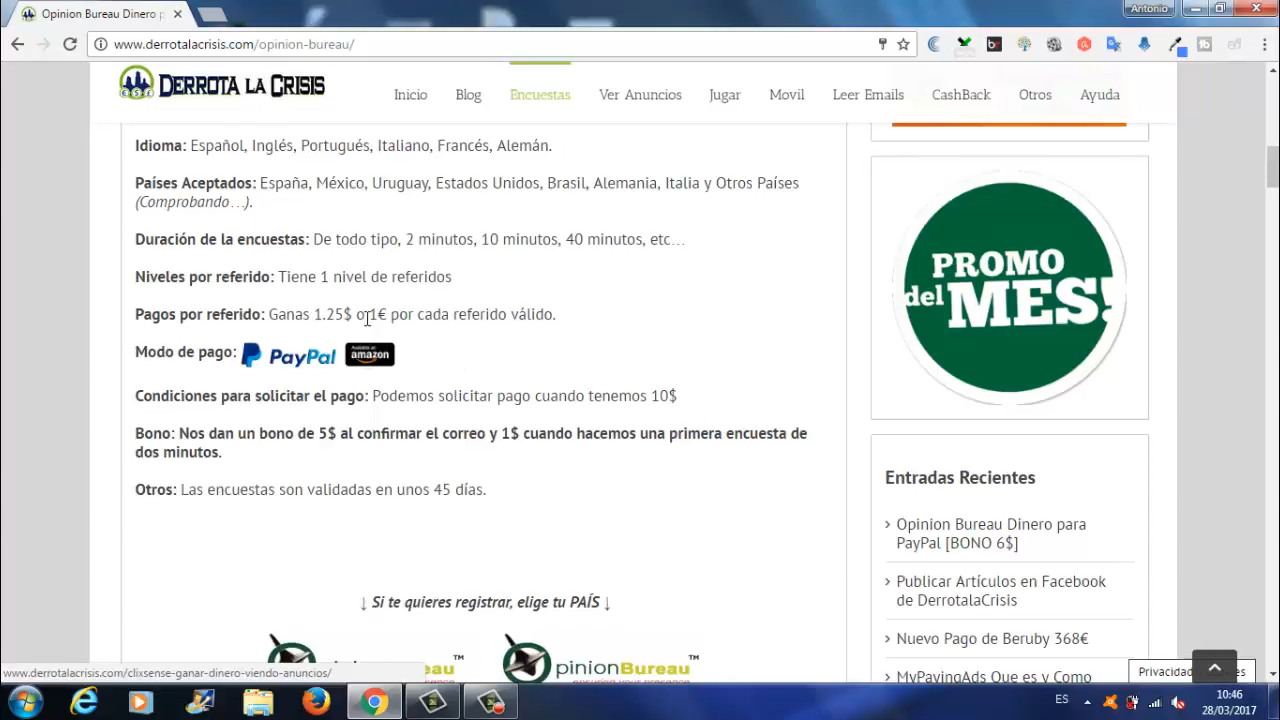 Opinion Bureau Dinero p
Antonio
www.derrotalacrisis.com/opinion-bureau/
DERROTA LA CRISIS
Inicio
Blog
Encuestas
Ver Anuncios
Jugar
Movil
Leer Emails
CashBack
Otros
Ayuda
Idioma: Español, Inglés, Portugués, Italiano, Francés, Alemán.
Países Aceptados: España, México, Uruguay, Estados Unidos, Brasil, Alemania, Italia y Otros Países
(Comprobando…).
Duración de la encuestas: De todo tipo, 2 minutos, 10 minutos, 40 minutos, etc…
Niveles por referido: Tiene 1 nivel de referidos
Pagos por referido: Ganas 1.25$ o 1€ por cada referido válido.
Modo de pago: PayPal amazon
Condiciones para solicitar el pago: Podemos solicitar pago cuando tenemos 10$
Bono: Nos dan un bono de 5$ al confirmar el correo y 1$ cuando hacemos una primera encuesta de
dos minutos.
Otros: Las encuestas son validadas en unos 45 días.
↓ Si te quieres registrar, elige tu PAÍS ↓
pinionBureau™
PROMO
del MES!
Entradas Recientes
Opinion Bureau Dinero para
PayPal [BONO 6$]
Publicar Artículos en Facebook
de DerrotalaCrisis
Nuevo Pago de Beruby 368€
MyPayingAds Que es y Como
www.derrotalacrisis.com/clixsense-ganar-dinero-viendo-anuncios/
ES
10:46
28/03/2017